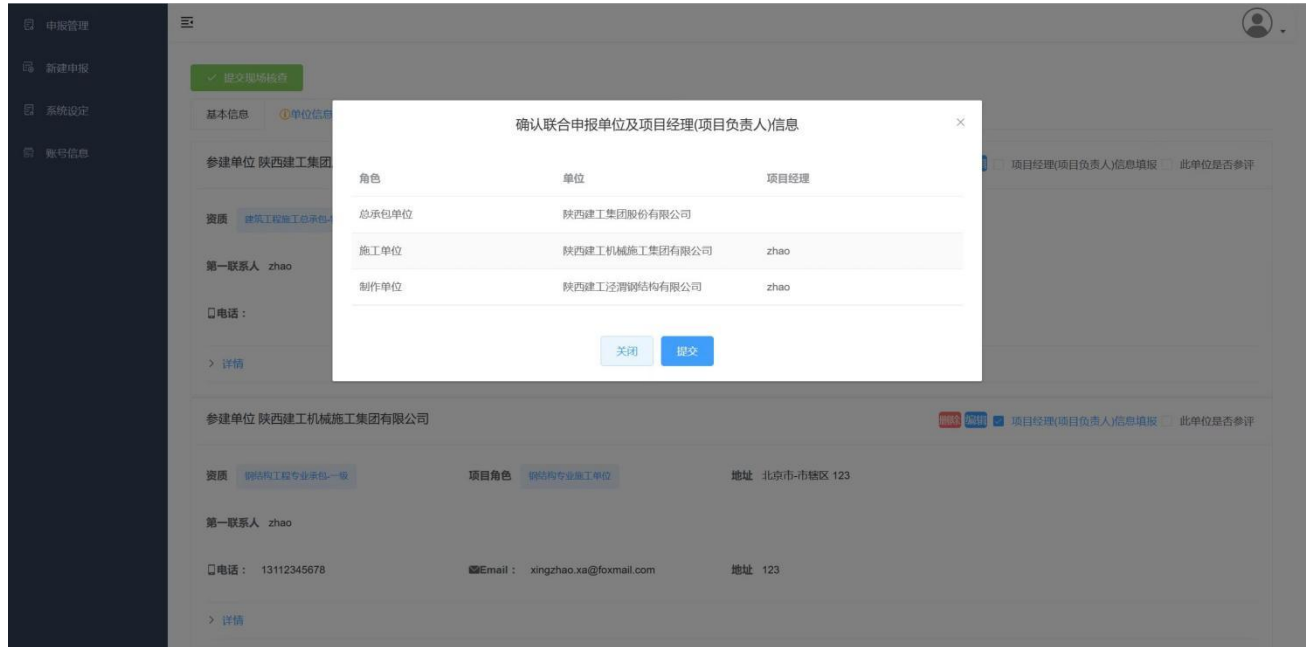 申报管理
新建申报
系统设定
账号信息
提交现场核查
基本信息 单位信息
确认联合申报单位及项目经理(项目负责人)信息
角色 单位 项目经理
总承包单位 陕西建工集团股份有限公司
施工单位 陕西建工机械施工集团有限公司 zhao
制作单位 陕西建工泾渭钢结构有限公司 zhao
关闭 提交
参建单位 陕西建工集团
项目经理(项目负责人)信息填报 此单位是否参评
资质 建筑工程施工总承包
第一联系人 zhao
电话：
详情
参建单位 陕西建工机械施工集团有限公司
删除 编辑 项目经理(项目负责人)信息填报 此单位是否参评
资质 钢结构工程专业承包-一级 项目角色 钢结构专业施工单位 地址 北京市-市辖区 123
第一联系人 zhao
电话： 13112345678 Email： xingzhao.xa@foxmail.com 地址 123
详情